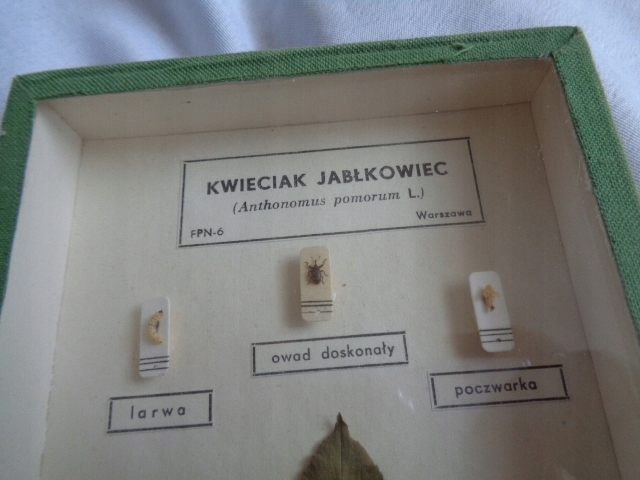 KWIECIAK JABŁKOWIEC
(Anthonomus pomorum L.)
FPN-6 Warszawa
owad doskonały
larwa
poczwarka